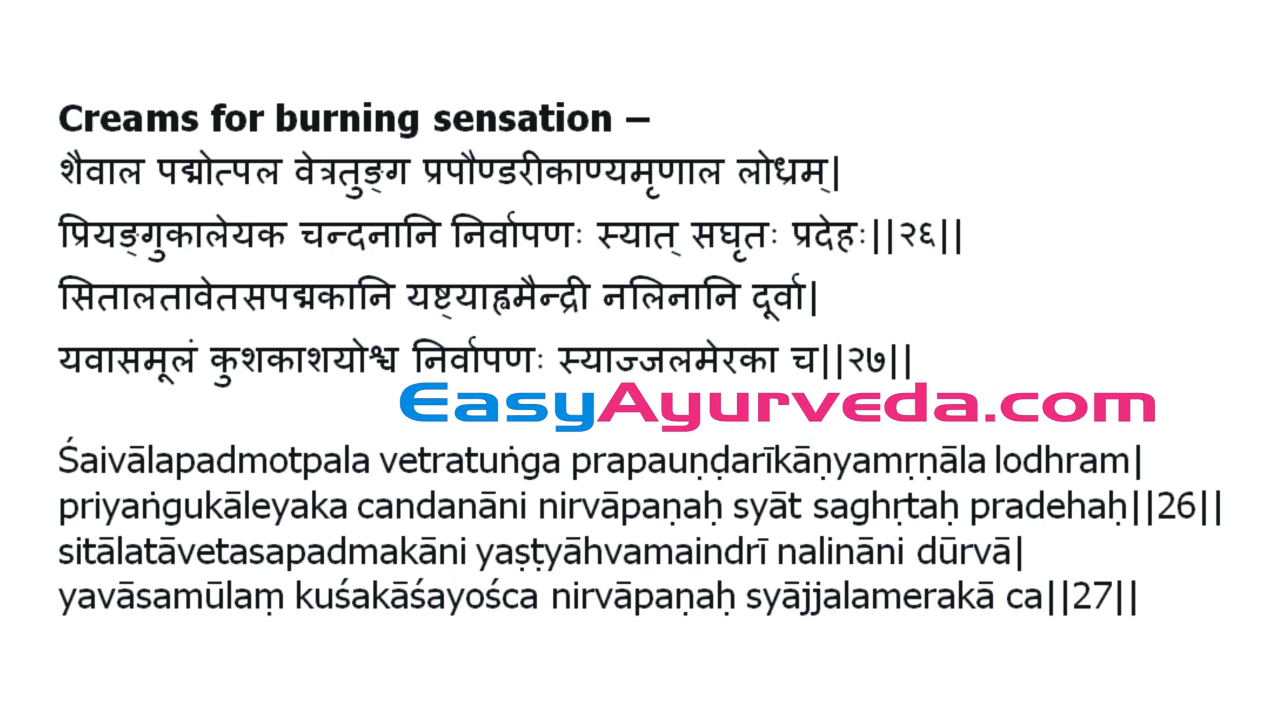 Creams for burning sensation –
शैवाल पद्मोत्पल वेत्रतुङ्ग प्रपौण्डरीकाण्यमृणाल लोध्रम्|
प्रियङ्गुकालेयक चन्दनानि निर्वापणः स्यात् सघृतः प्रदेहः||२६||
सितालतावेतसपद्मकानि यष्ट्याह्वमैन्द्री नलिनानि दूर्वा|
यवासमूलं कुशकाशयोश्च निर्वापणः स्याज्जलमेरका च||२७||
EasyAyurveda.com
Śaivālapadmotpala vetratuṅga prapauṇḍarīkāṇyamṛṇāla lodhram|
priyaṅgukāleyaka candanāni nirvāpaṇaḥ syāt saghṛtaḥ pradehaḥ||26||
sitālatāvetasapadmakāni yaṣṭyāhvamaindrī nalināni dūrvā|
yavāsamūlaṃ kuśakāśayośca nirvāpaṇaḥ syājjalamerakā ca||27||